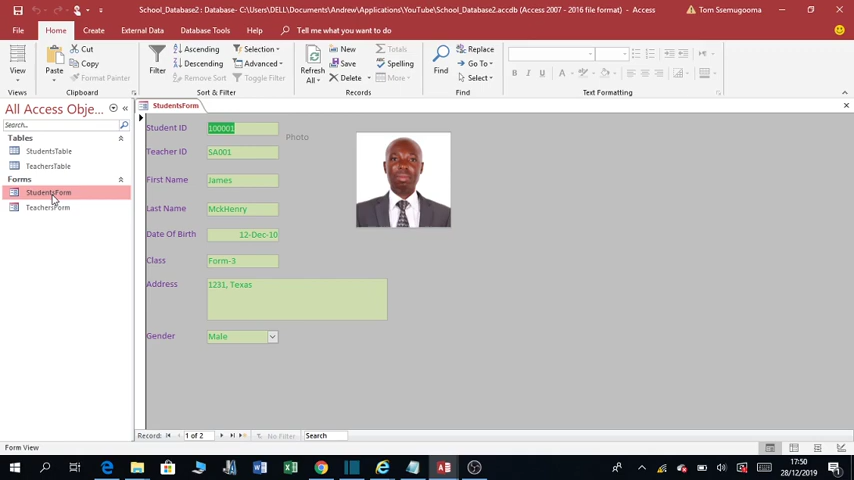 School_Database2 : Database- C:\Users\DELL\Documents\Andrew\Applications\YouTube\School_Database2.accdb (Access 2007 - 2016 file format) - Access
Tom Ssemugooma
File Home Create External Data Database Tools Help Tell me what you want to do
View
Views
Paste
Cut
Copy
Format Painter
Clipboard
Filter
Ascending
Descending
Remove Sort
Selection
Advanced
Toggle Filter
Sort & Filter
Refresh All
New
Save
Delete
Totals
Spelling
More
Records
Find
Replace
Go To
Select
Find
B I U
A
Text Formatting
All Access Obje...
Search...
Tables
StudentsTable
TeachersTable
Forms
StudentsForm
TeachersForm
StudentsForm
Student ID 100001
Photo
Teacher ID SA001
First Name James
Last Name MckHenry
Date Of Birth 12-Dec-10
Class Form-3
Address 1231, Texas
Gender Male
Record: 1 of 2 No Filter Search
Form View
17:50
28/12/2019